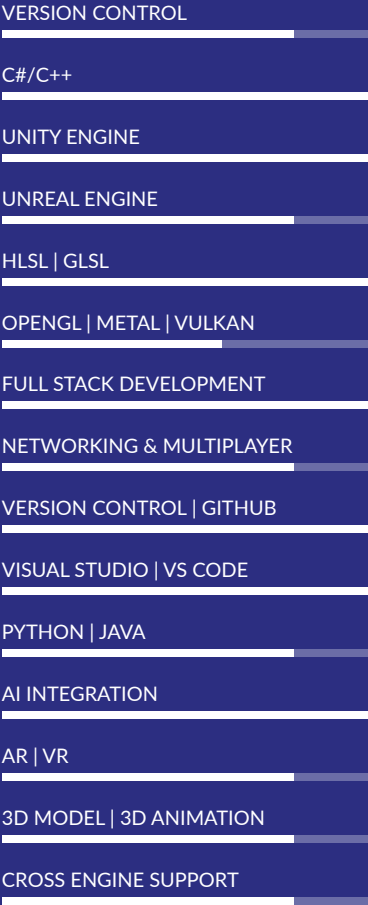 VERSION CONTROL
C#/C++
UNITY ENGINE
UNREAL ENGINE
HLSL | GLSL
OPENGL | METAL | VULKAN
FULL STACK DEVELOPMENT
NETWORKING & MULTIPLAYER
VERSION CONTROL | GITHUB
VISUAL STUDIO | VS CODE
PYTHON | JAVA
AI INTEGRATION
AR | VR
3D MODEL | 3D ANIMATION
CROSS ENGINE SUPPORT